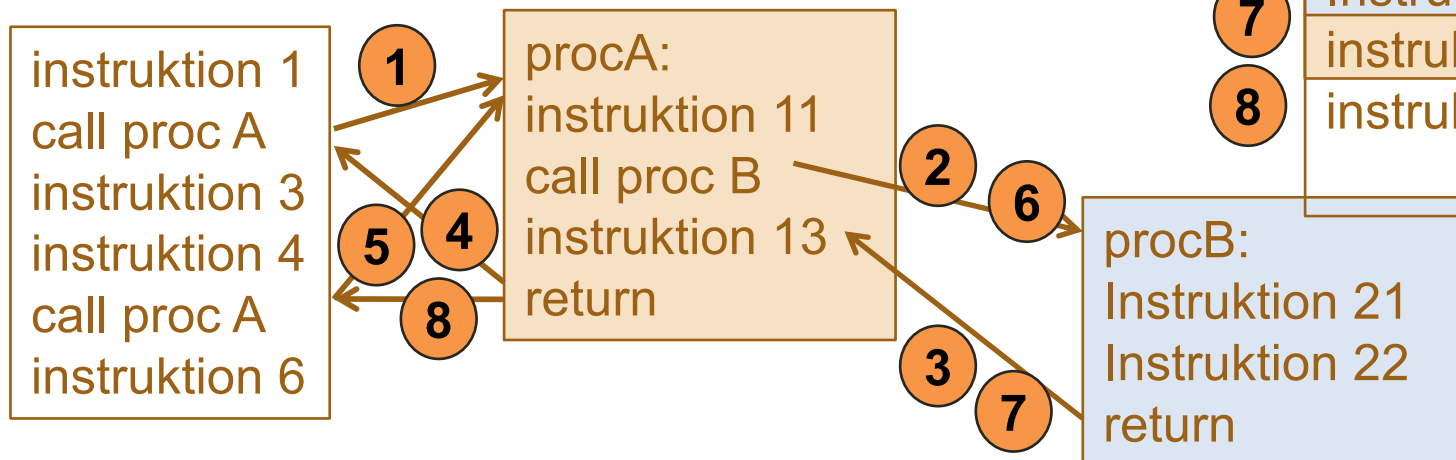 instruktion 1
call proc A
instruktion 3
instruktion 4
call proc A
instruktion 6
1
5
4
8
procA:
instruktion 11
call proc B
instruktion 13
return
2
6
3
7
7
8
procB:
Instruktion 21
Instruktion 22
return